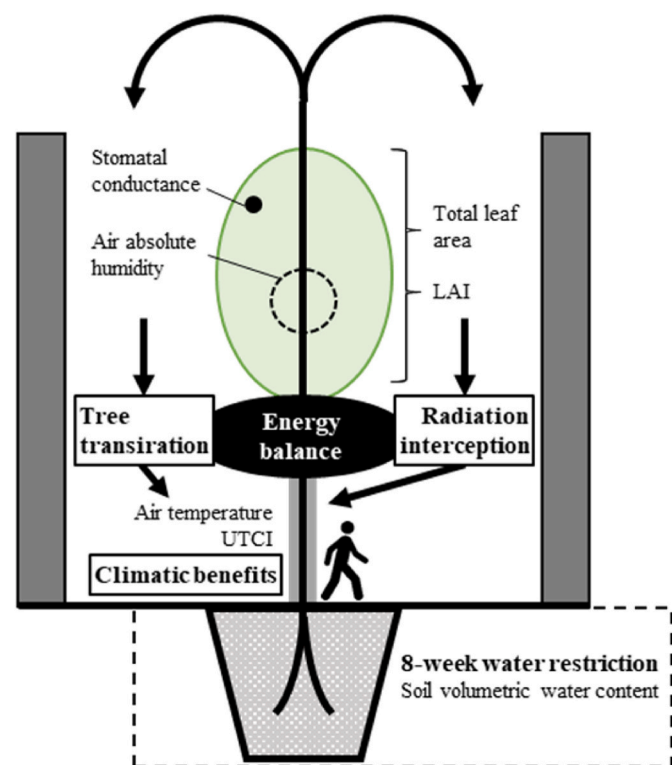 Stomatal
conductance
Air absolute
humidity
Total leaf
area
LAI
Tree
transiration
Energy
balance
Radiation
interception
Air temperature
UTCI
Climatic benefits
8-week water restriction
Soil volumetric water content